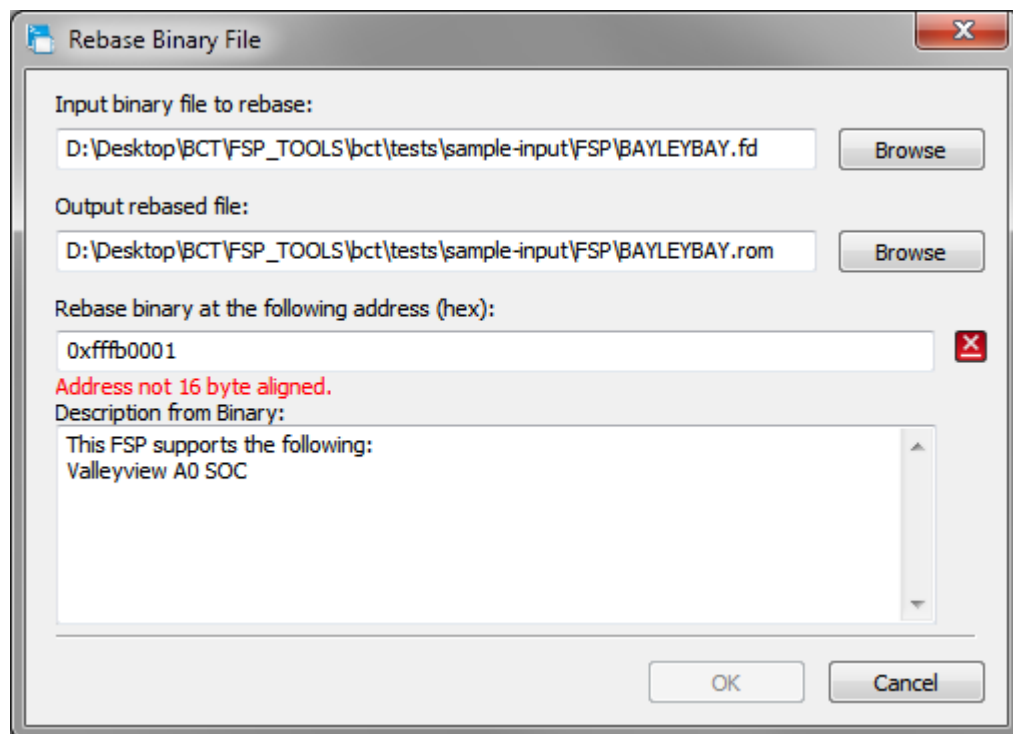 Rebase Binary File
Input binary file to rebase:
D:\Desktop\BCT\FSP_TOOLS\bct\tests\sample-input\FSP\BAYLEYBAY.fd
Browse
Output rebased file:
D:\Desktop\BCT\FSP_TOOLS\bct\tests\sample-input\FSP\BAYLEYBAY.rom
Browse
Rebase binary at the following address (hex):
0xfffb0001
Address not 16 byte aligned.
Description from Binary:
This FSP supports the following:
Valleyview A0 SOC
OK
Cancel